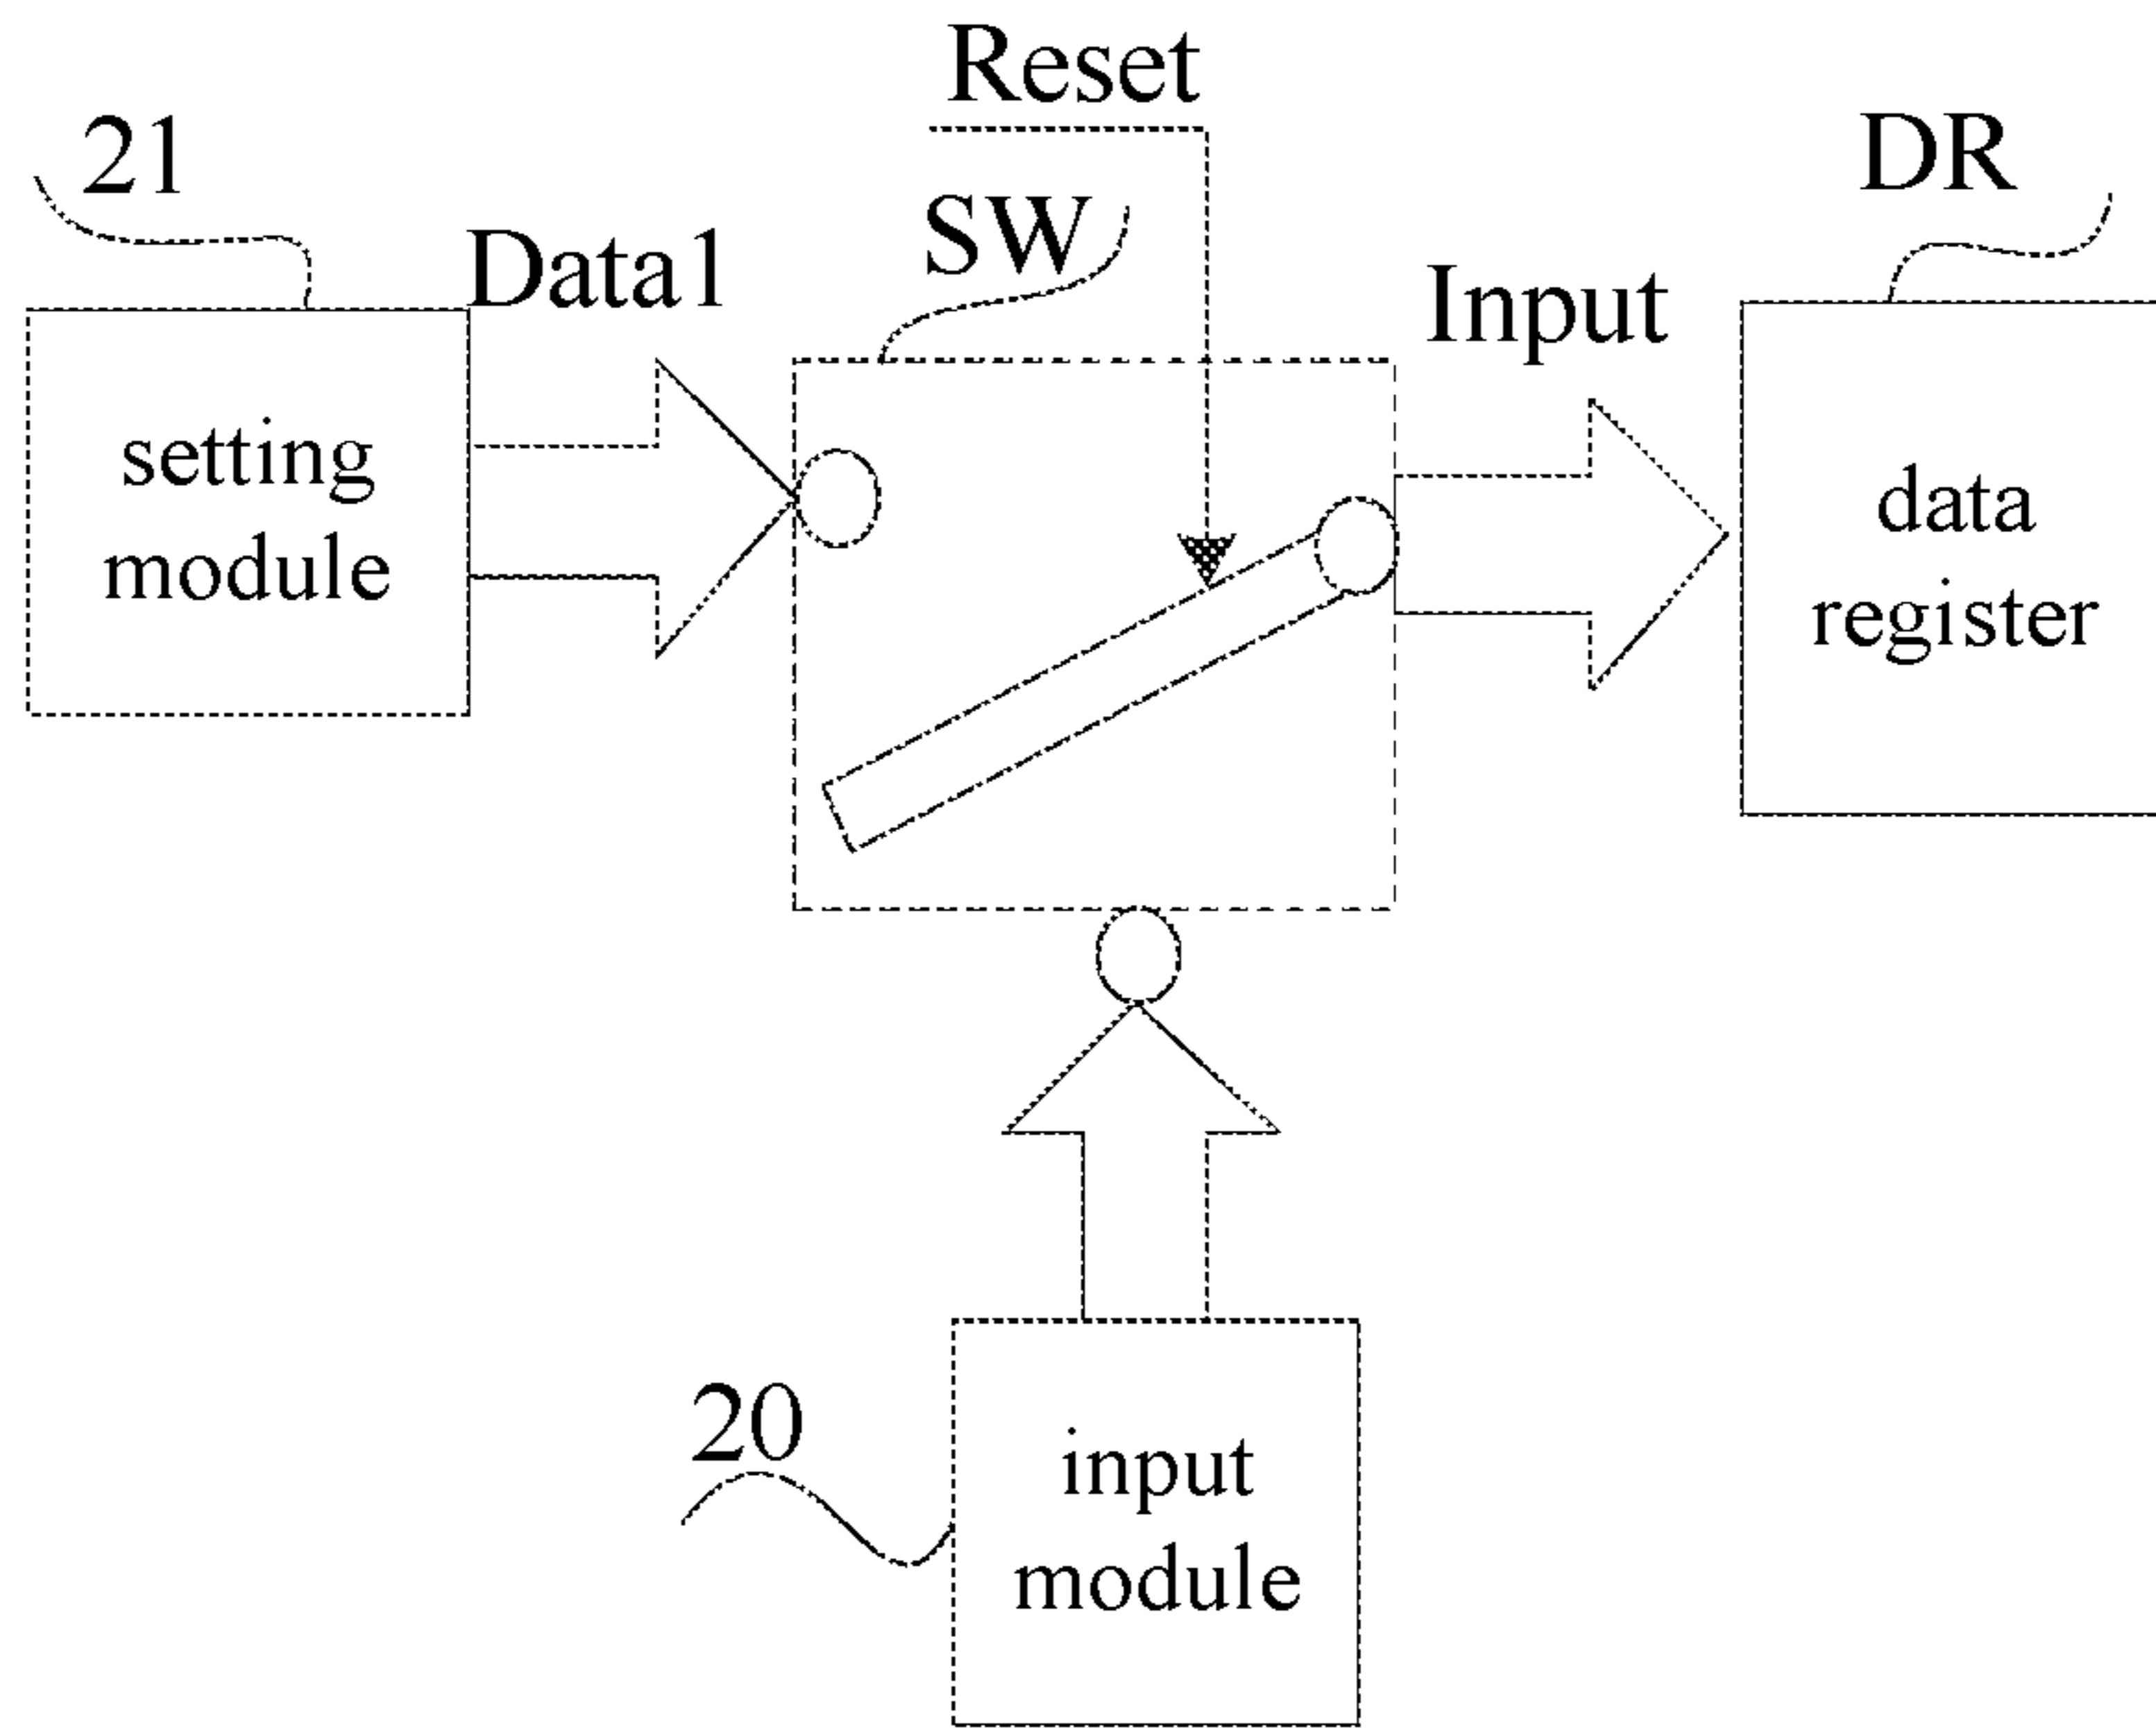 Reset
21
DR
SW
Data1
Input
setting
module
data
register
20
input
module